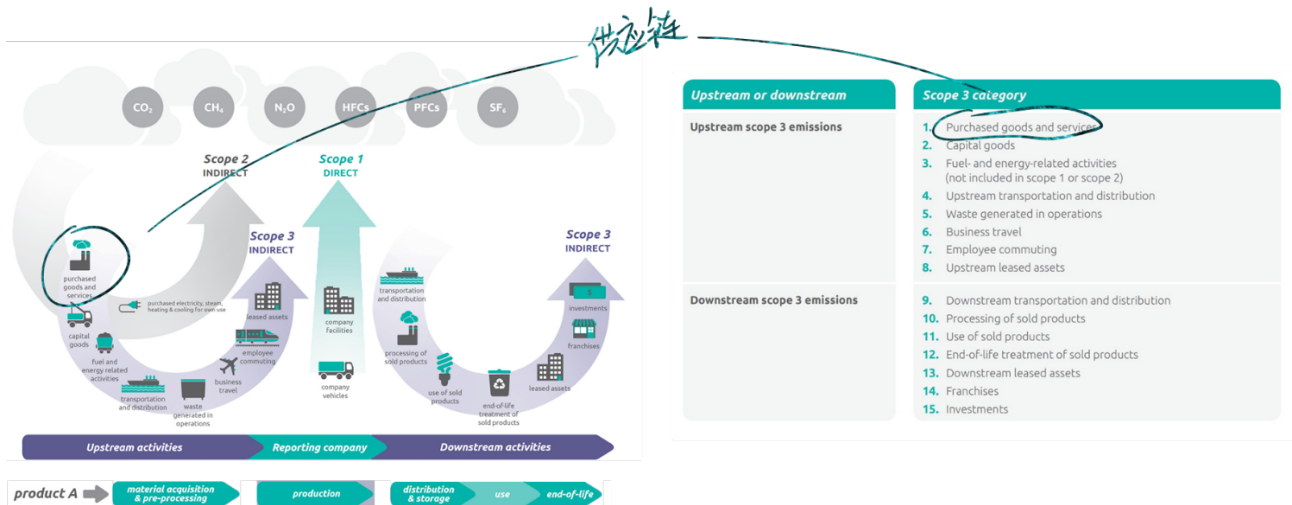 供应链
CO₂
CH₄
N₂O
HFCs
PFCs
SF₆
Scope 2
INDIRECT
Scope 1
DIRECT
Scope 3
INDIRECT
Scope 3
INDIRECT
purchased
goods and
services
capital
goods
fuel and
energy related
activities
transportation
and distribution
waste
generated in
operations
business
travel
employee
commuting
leased assets
purchased electricity, steam,
heating & cooling for own use
company
facilities
company
vehicles
transportation
and distribution
processing of
sold products
use of sold
products
end-of-life
treatment of
sold products
leased assets
franchises
investments
Upstream activities
Reporting company
Downstream activities
product A
material acquisition
& pre-processing
production
distribution
& storage
use
end-of-life
Upstream or downstream
Scope 3 category
Upstream scope 3 emissions
1. Purchased goods and services
2. Capital goods
3. Fuel- and energy-related activities
(not included in scope 1 or scope 2)
4. Upstream transportation and distribution
5. Waste generated in operations
6. Business travel
7. Employee commuting
8. Upstream leased assets
Downstream scope 3 emissions
9. Downstream transportation and distribution
10. Processing of sold products
11. Use of sold products
12. End-of-life treatment of sold products
13. Downstream leased assets
14. Franchises
15. Investments